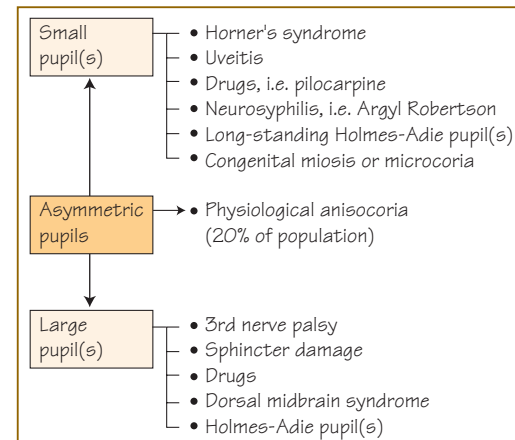 Small
pupil(s)
• Horner's syndrome
• Uveitis
• Drugs, i.e. pilocarpine
• Neurosyphilis, i.e. Argyl Robertson
• Long-standing Holmes-Adie pupil(s)
• Congenital miosis or microcoria
Asymmetric
pupils
• Physiological anisocoria
(20% of population)
Large
pupil(s)
• 3rd nerve palsy
• Sphincter damage
• Drugs
• Dorsal midbrain syndrome
• Holmes-Adie pupil(s)